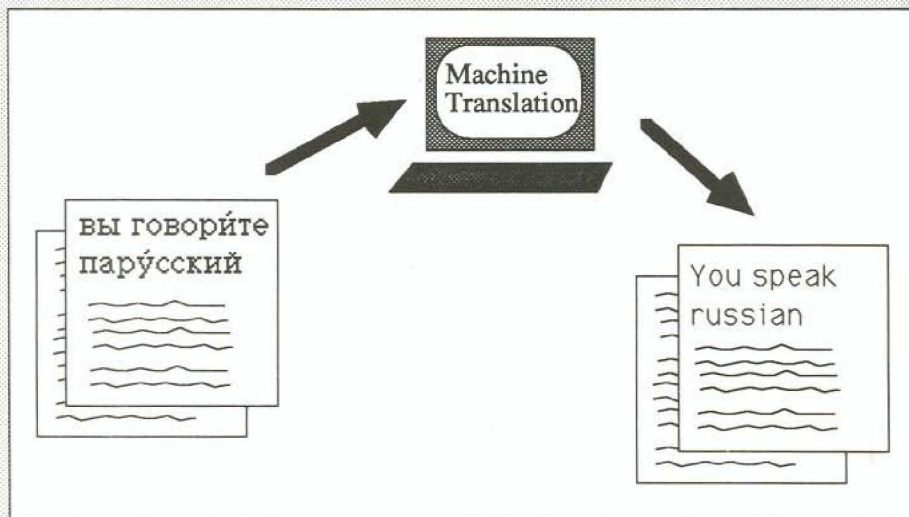 Machine
Translation
вы говори́те
пару́сский
You speak
russian